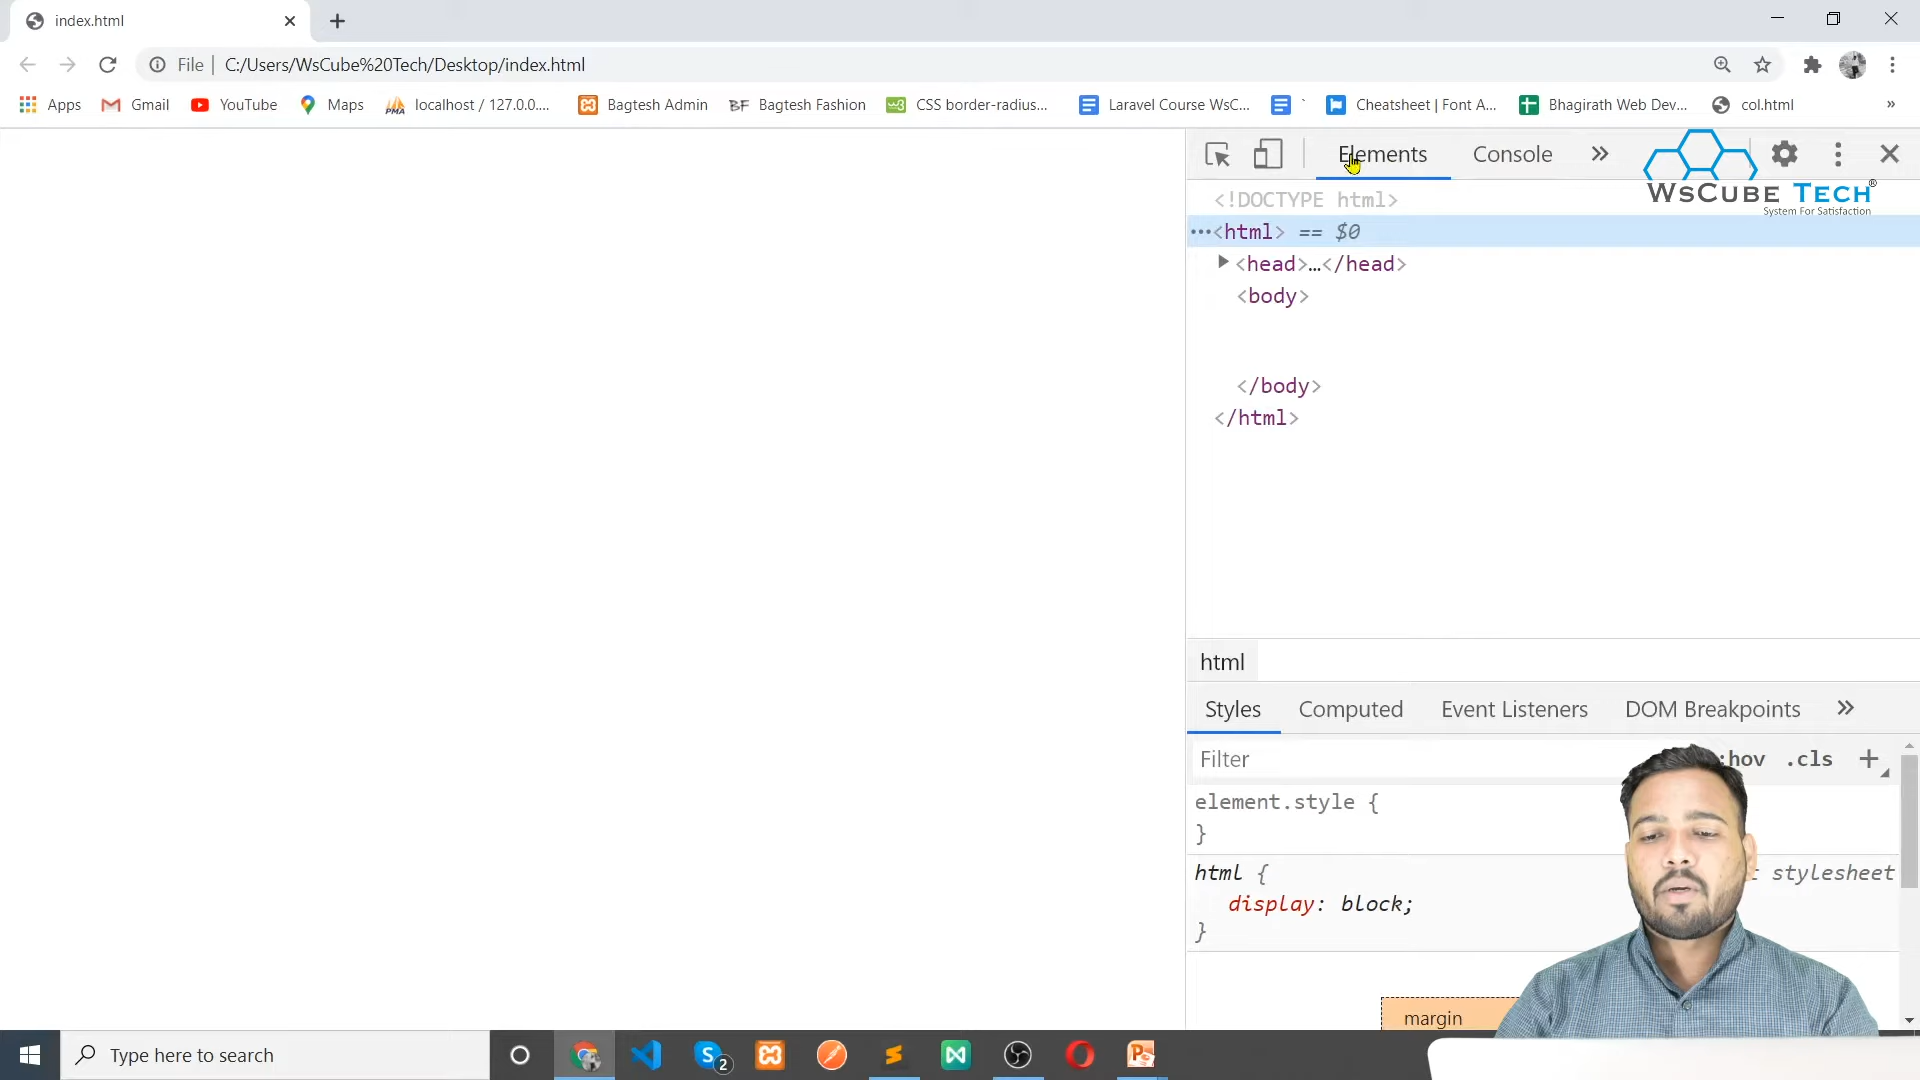 index.html
File
C:/Users/WsCube%20Tech/Desktop/index.html
Apps
Gmail
YouTube
Maps
localhost / 127.0.0....
Bagtesh Admin
BF
Bagtesh Fashion
CSS border-radius...
Laravel Course WsC...
`
Cheatsheet | Font A...
Bhagirath Web Dev...
col.html
»
Elements
Console
»
WsCube Tech®
System For Satisfaction
<!DOCTYPE html>
…<html> == $0
<head>…</head>
<body>
</body>
</html>
html
Styles
Computed
Event Listeners
DOM Breakpoints
»
Filter
:hov
.cls
+
element.style {
}
html {
stylesheet
display: block;
}
margin
Type here to search
2